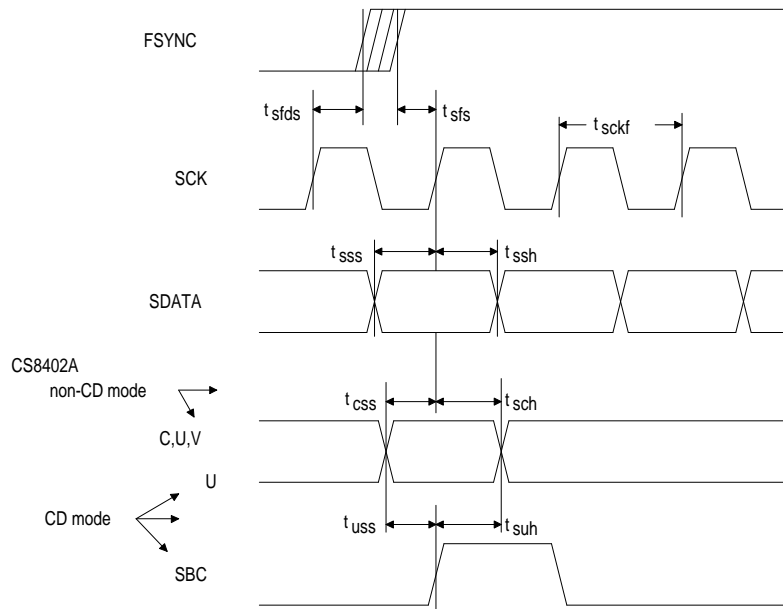 FSYNC
t sfds
t sfs
t sckf
SCK
t sss
t ssh
SDATA
CS8402A
non-CD mode
t css
t sch
C,U,V
U
CD mode
t uss
t suh
SBC